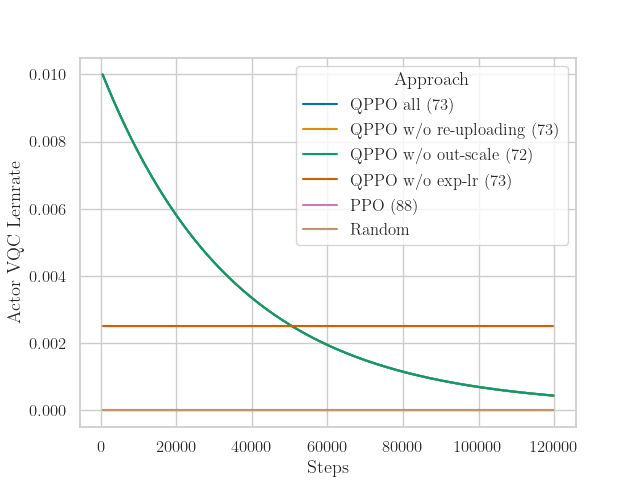 0.010
0.008
0.006
0.004
0.002
0.000
Actor VQC Lernrate
Approach
QPPO all (73)
QPPO w/o re-uploading (73)
QPPO w/o out-scale (72)
QPPO w/o exp-lr (73)
PPO (88)
Random
0 20000 40000 60000 80000 100000 120000
Steps